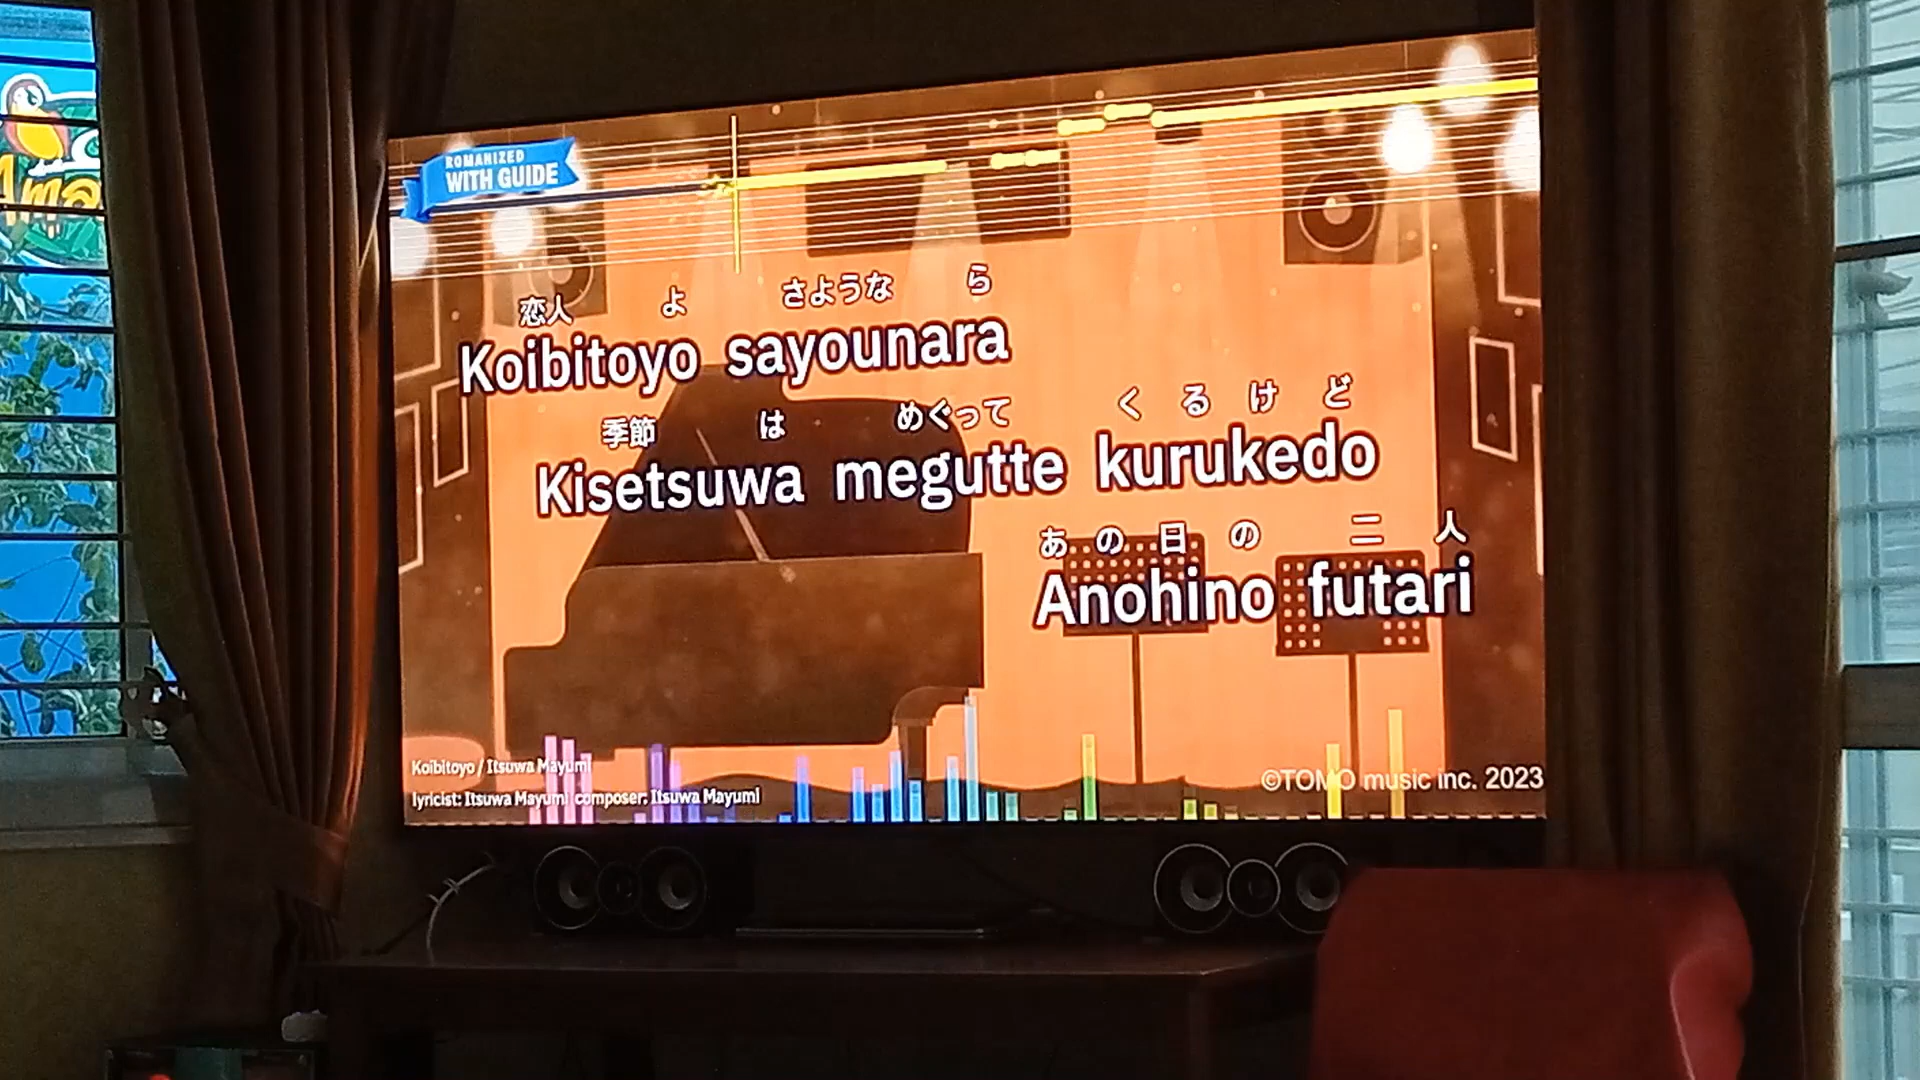 ROMANIZED
WITH GUIDE
恋人 よ さような ら
Koibitoyo sayounara
季節 は めぐって く る け ど
Kisetsuwa megutte kurukedo
あ の 日 の 二 人
Anohino futari
Koibitoyo / Itsuwa Mayumi
lyricist: Itsuwa Mayumi composer: Itsuwa Mayumi
©TOMO music inc. 2023